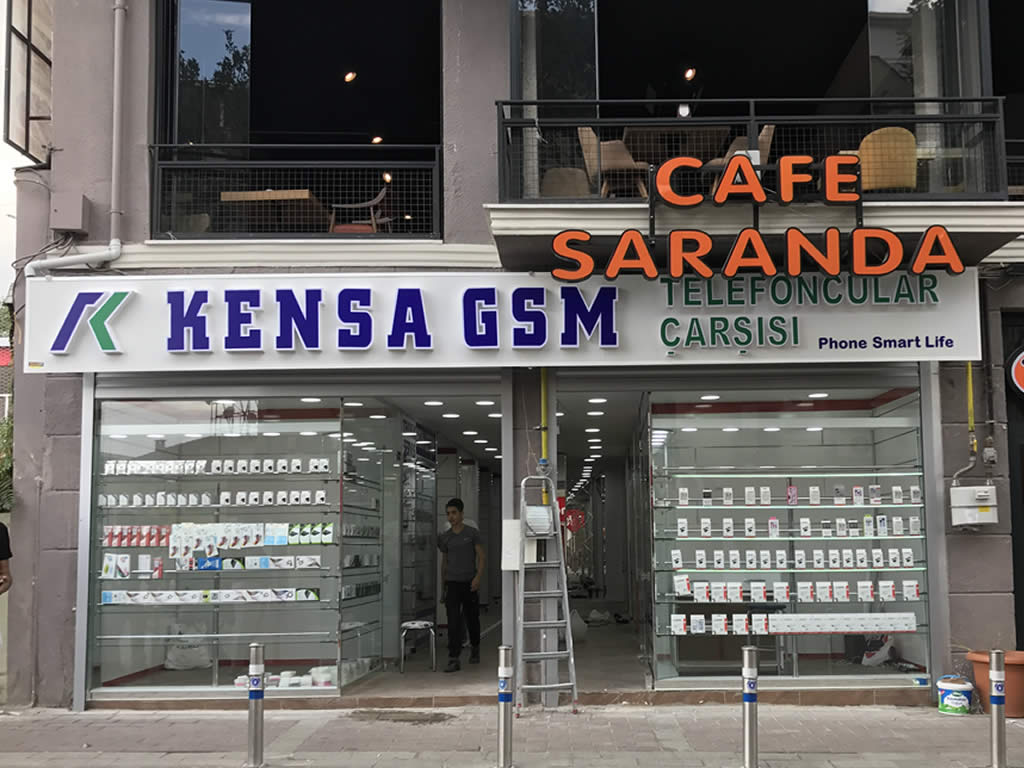 CAFE
SARANDA
KENSA GSM
TELEFONCULAR
CARSISI
Phone Smart Life